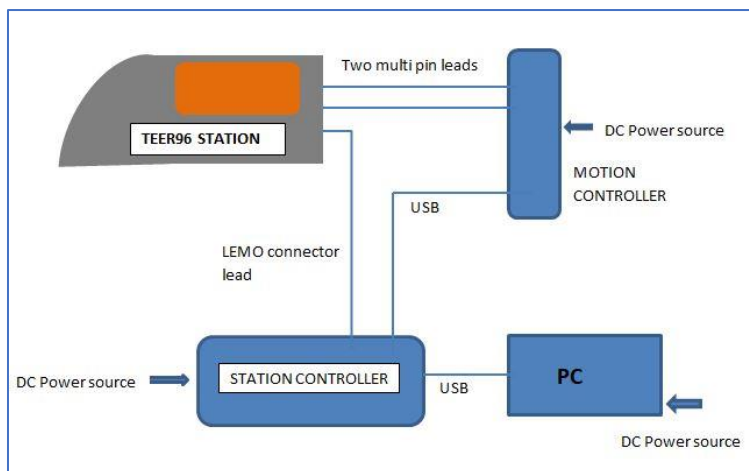 Two multi pin leads
TEER96 STATION
DC Power source
MOTION
CONTROLLER
USB
LEMO connector
lead
DC Power source
STATION CONTROLLER
USB
PC
DC Power source